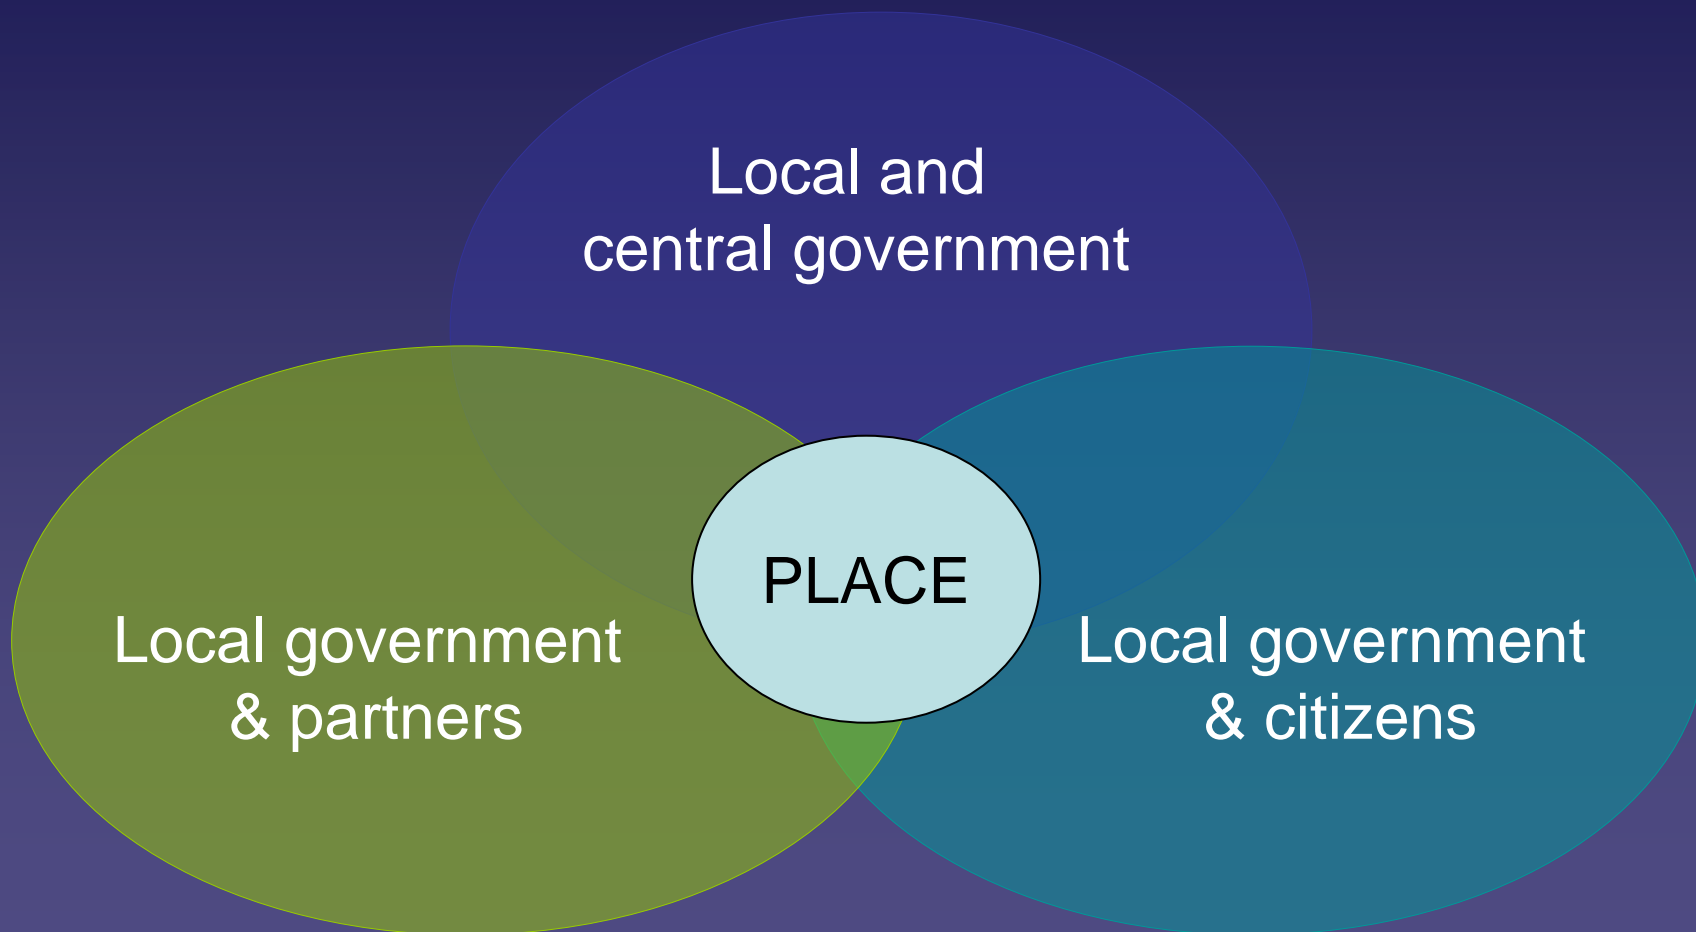 Local and
central government
PLACE
Local government
& partners
Local government
& citizens